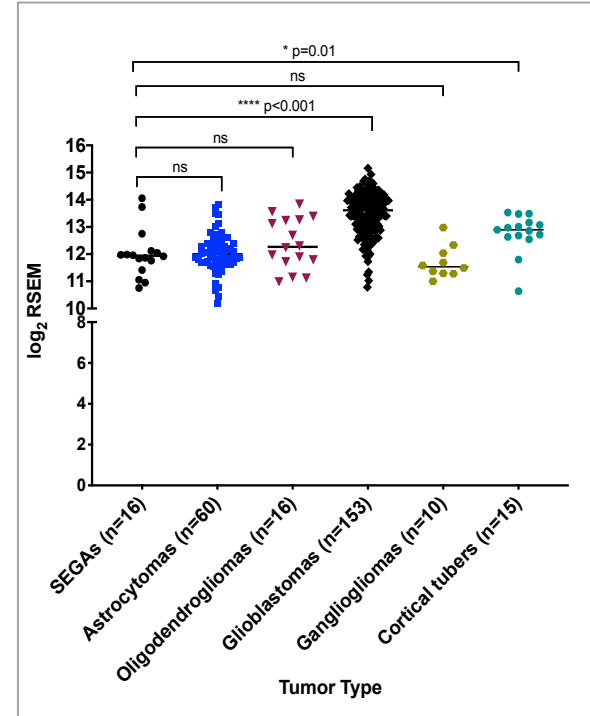 * p=0.01
ns
**** p<0.001
ns
ns
16
15
14
13
12
11
10
8
6
4
2
0
log2 RSEM
SEGAs (n=16)
Astrocytomas (n=60)
Oligodendrogliomas (n=16)
Glioblastomas (n=153)
Gangliogliomas (n=10)
Cortical tubers (n=15)
Tumor Type